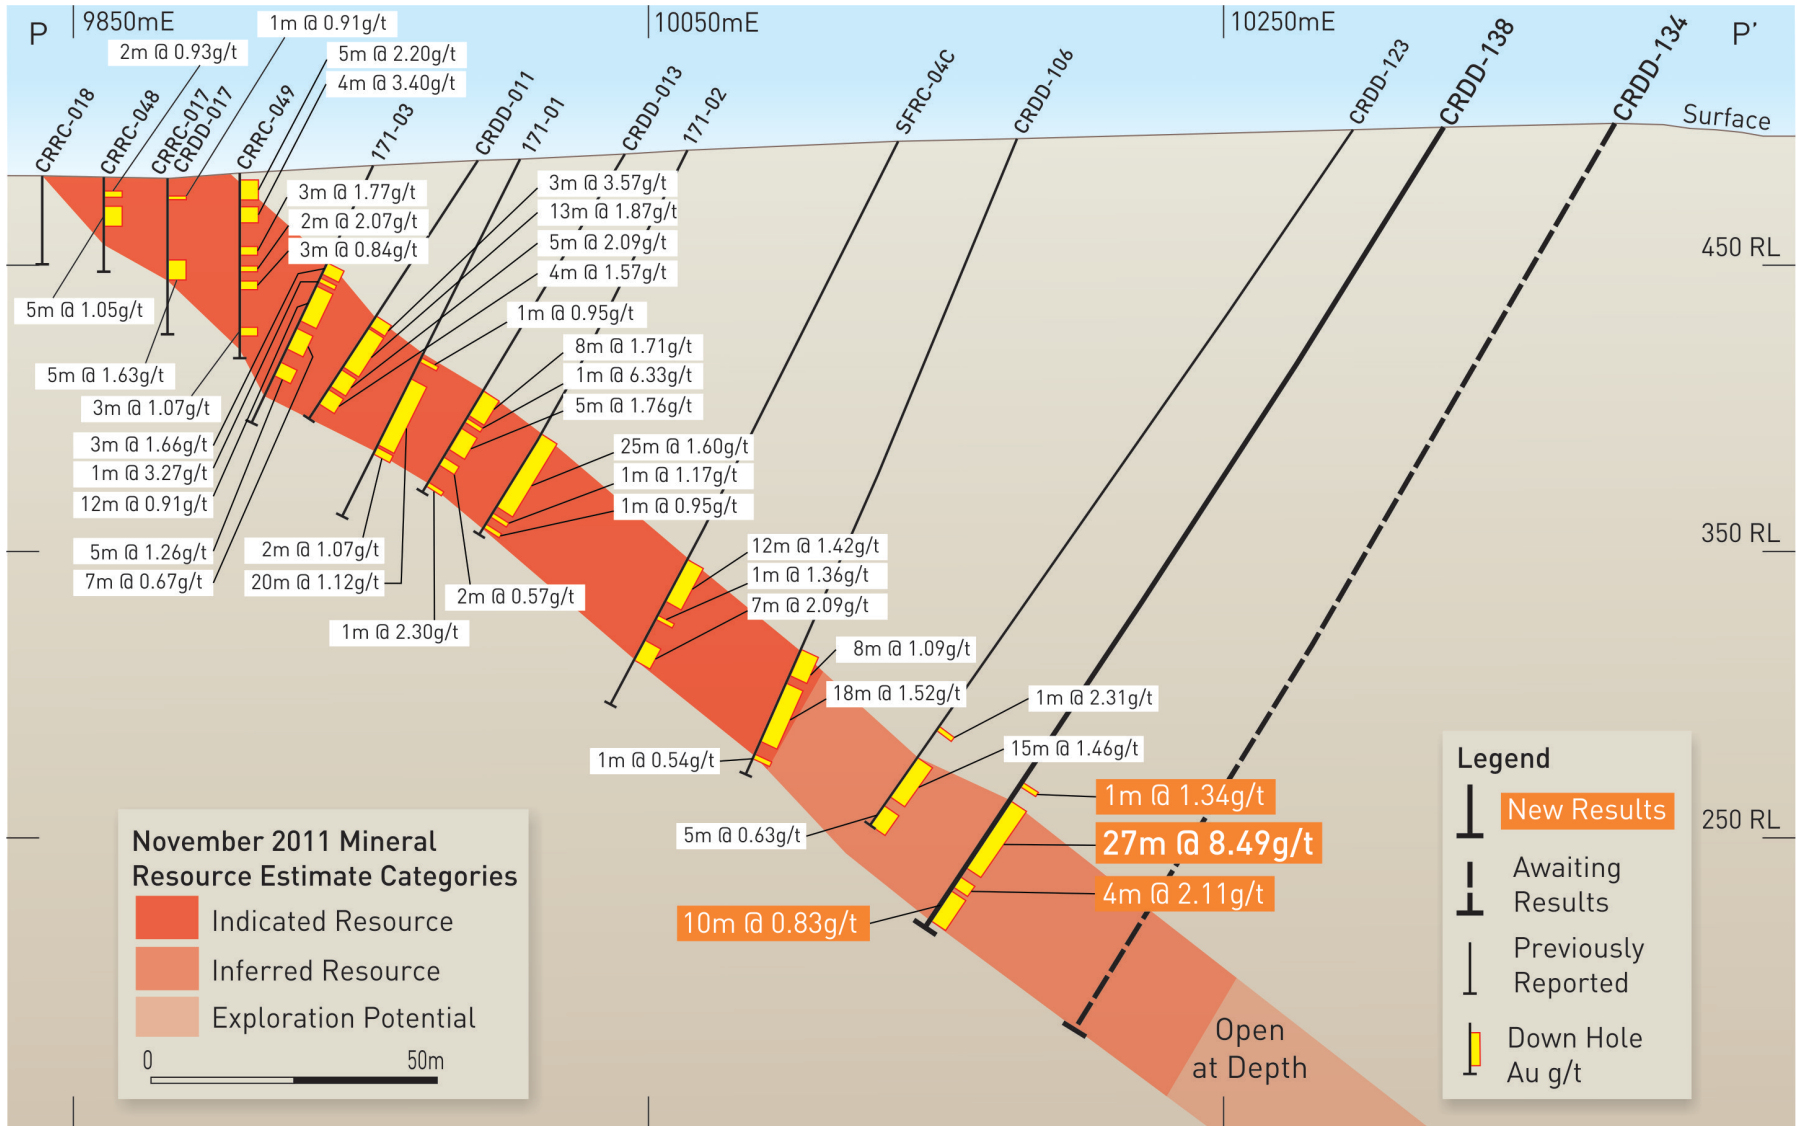 P
9850mE
10050mE
10250mE
P'
1m @ 0.91g/t
2m @ 0.93g/t
5m @ 2.20g/t
4m @ 3.40g/t
CRRC-018
CRRC-048
CRRC-017
CRDD-017
CRRC-049
171-03
CRDD-011
171-01
CRDD-013
171-02
SFRC-04C
CRDD-106
CRDD-123
CRDD-138
CRDD-134
Surface
3m @ 1.77g/t
2m @ 2.07g/t
3m @ 0.84g/t
3m @ 3.57g/t
13m @ 1.87g/t
5m @ 2.09g/t
4m @ 1.57g/t
450 RL
5m @ 1.05g/t
1m @ 0.95g/t
8m @ 1.71g/t
1m @ 6.33g/t
5m @ 1.76g/t
5m @ 1.63g/t
3m @ 1.07g/t
3m @ 1.66g/t
1m @ 3.27g/t
12m @ 0.91g/t
25m @ 1.60g/t
1m @ 1.17g/t
1m @ 0.95g/t
350 RL
5m @ 1.26g/t
7m @ 0.67g/t
2m @ 1.07g/t
20m @ 1.12g/t
2m @ 0.57g/t
1m @ 2.30g/t
12m @ 1.42g/t
1m @ 1.36g/t
7m @ 2.09g/t
8m @ 1.09g/t
18m @ 1.52g/t
1m @ 0.54g/t
1m @ 2.31g/t
15m @ 1.46g/t
5m @ 0.63g/t
1m @ 1.34g/t
27m @ 8.49g/t
4m @ 2.11g/t
10m @ 0.83g/t
250 RL
Open
at Depth
November 2011 Mineral
Resource Estimate Categories
Indicated Resource
Inferred Resource
Exploration Potential
0
50m
Legend
New Results
Awaiting
Results
Previously
Reported
Down Hole
Au g/t